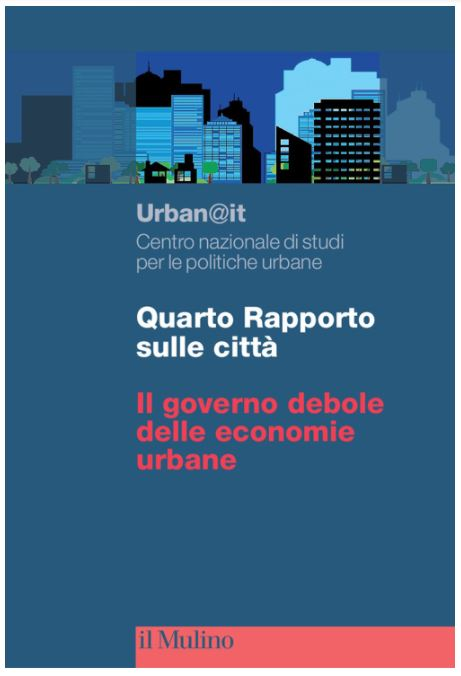 Urban@it
Centro nazionale di studi
per le politiche urbane
Quarto Rapporto
sulle città
Il governo debole
delle economie
urbane
il Mulino